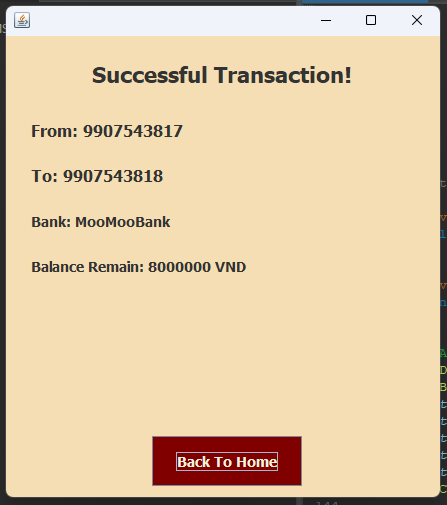 Successful Transaction!
From: 9907543817
To: 9907543818
Bank: MooMooBank
Balance Remain: 8000000 VND
Back To Home